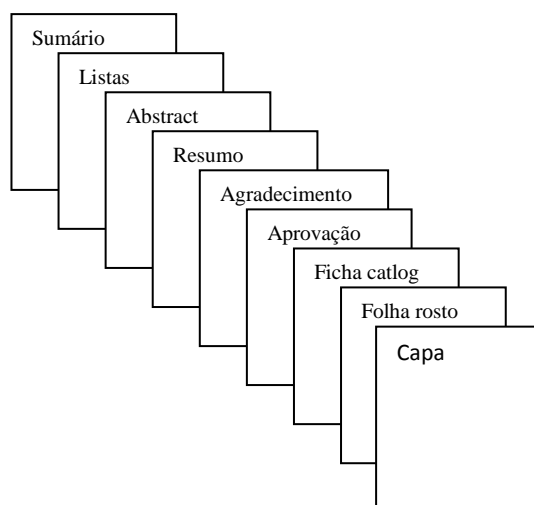 Sumário
Listas
Abstract
Resumo
Agradecimento
Aprovação
Ficha catlog
Folha rosto
Capa